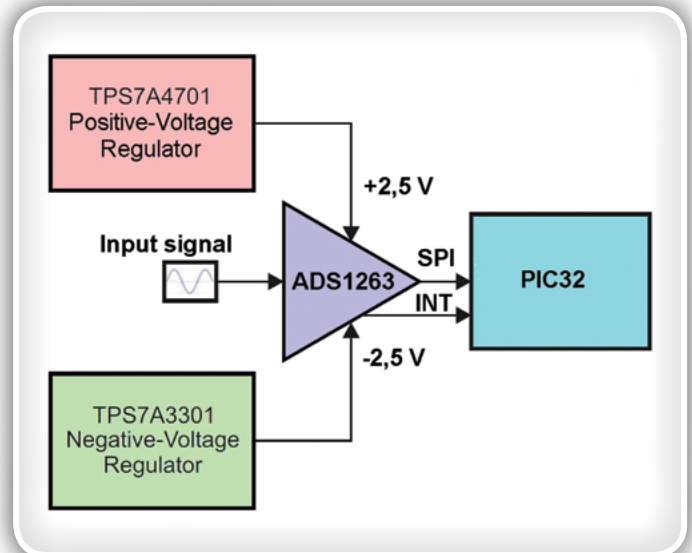 TPS7A4701
Positive-Voltage
Regulator
+2,5 V
Input signal
ADS1263
SPI
INT
PIC32
-2,5 V
TPS7A3301
Negative-Voltage
Regulator